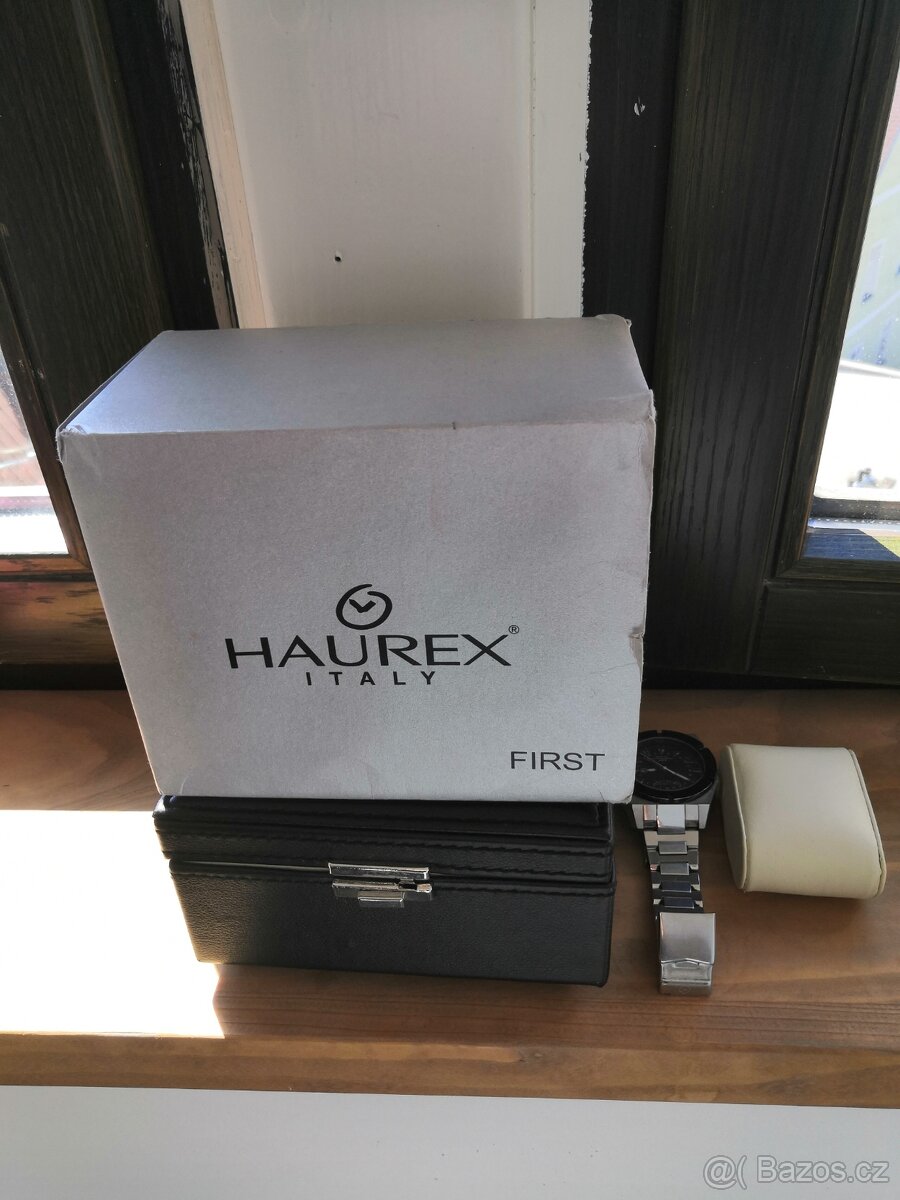 HAUREX®
ITALY
FIRST
@( Bazos.cz